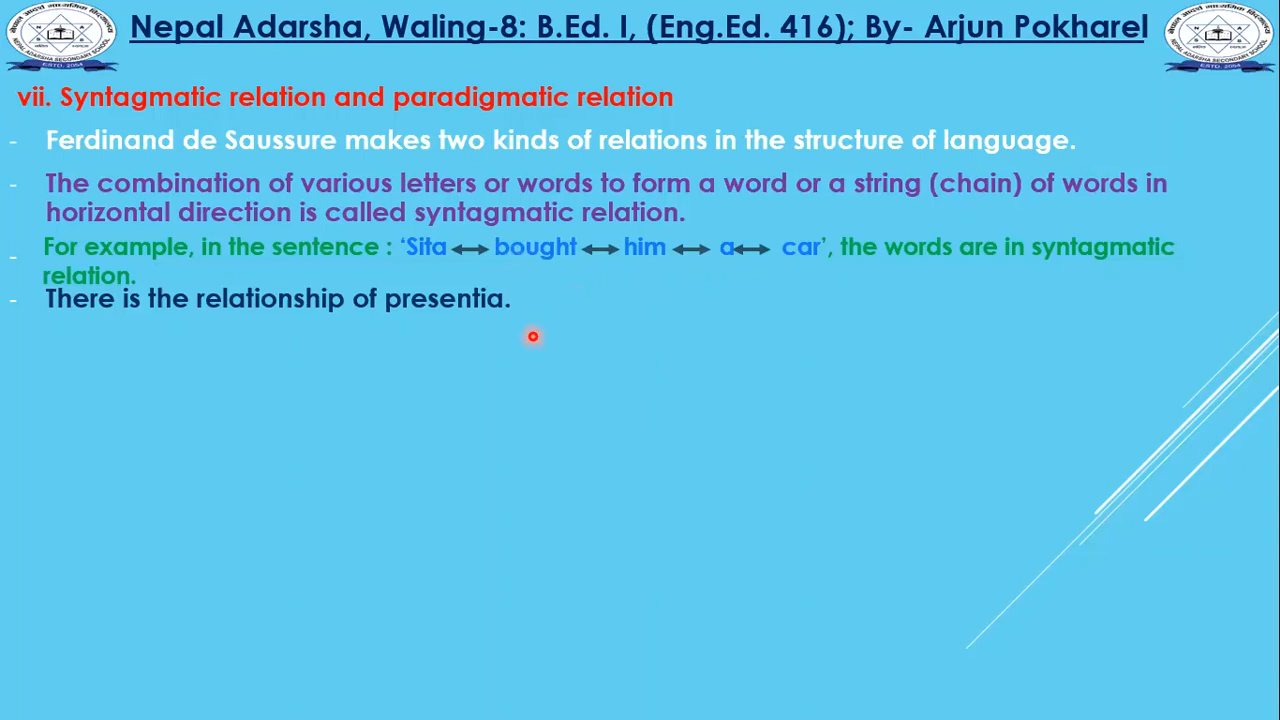 Nepal Adarsha, Waling-8: B.Ed. I, (Eng.Ed. 416); By- Arjun Pokharel
vii. Syntagmatic relation and paradigmatic relation
- Ferdinand de Saussure makes two kinds of relations in the structure of language.
- The combination of various letters or words to form a word or a string (chain) of words in
horizontal direction is called syntagmatic relation.
- For example, in the sentence : ‘Sita ↔ bought ↔ him ↔ a ↔ car’, the words are in syntagmatic
relation.
- There is the relationship of presentia.